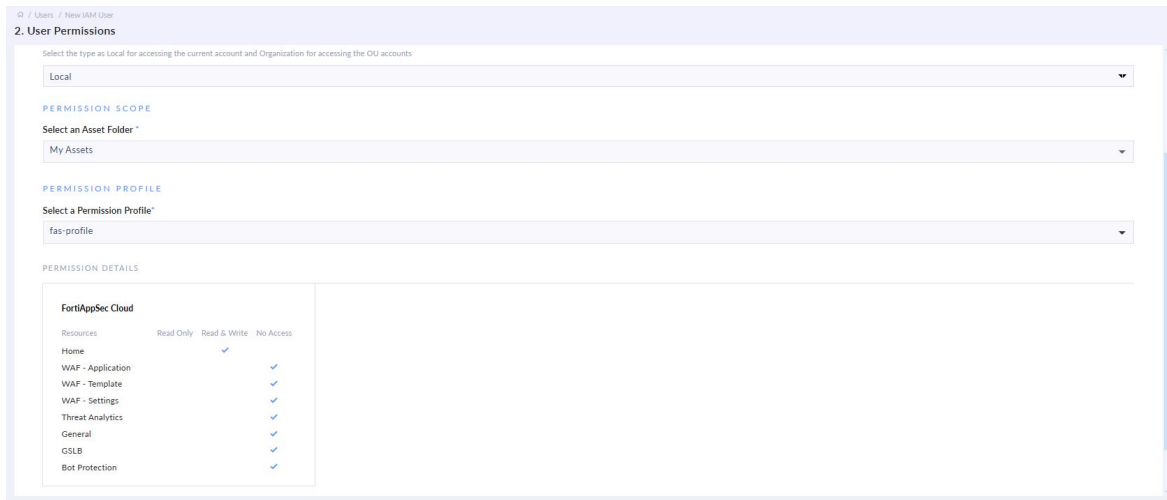 / Users / New IAM User
2. User Permissions
Select the type as Local for accessing the current account and Organization for accessing the OU accounts
Local
PERMISSION SCOPE
Select an Asset Folder *
My Assets
PERMISSION PROFILE
Select a Permission Profile*
fas-profile
PERMISSION DETAILS
FortiAppSec Cloud
Resources Read Only Read & Write No Access
Home
WAF - Application
WAF - Template
WAF - Settings
Threat Analytics
General
GSLB
Bot Protection